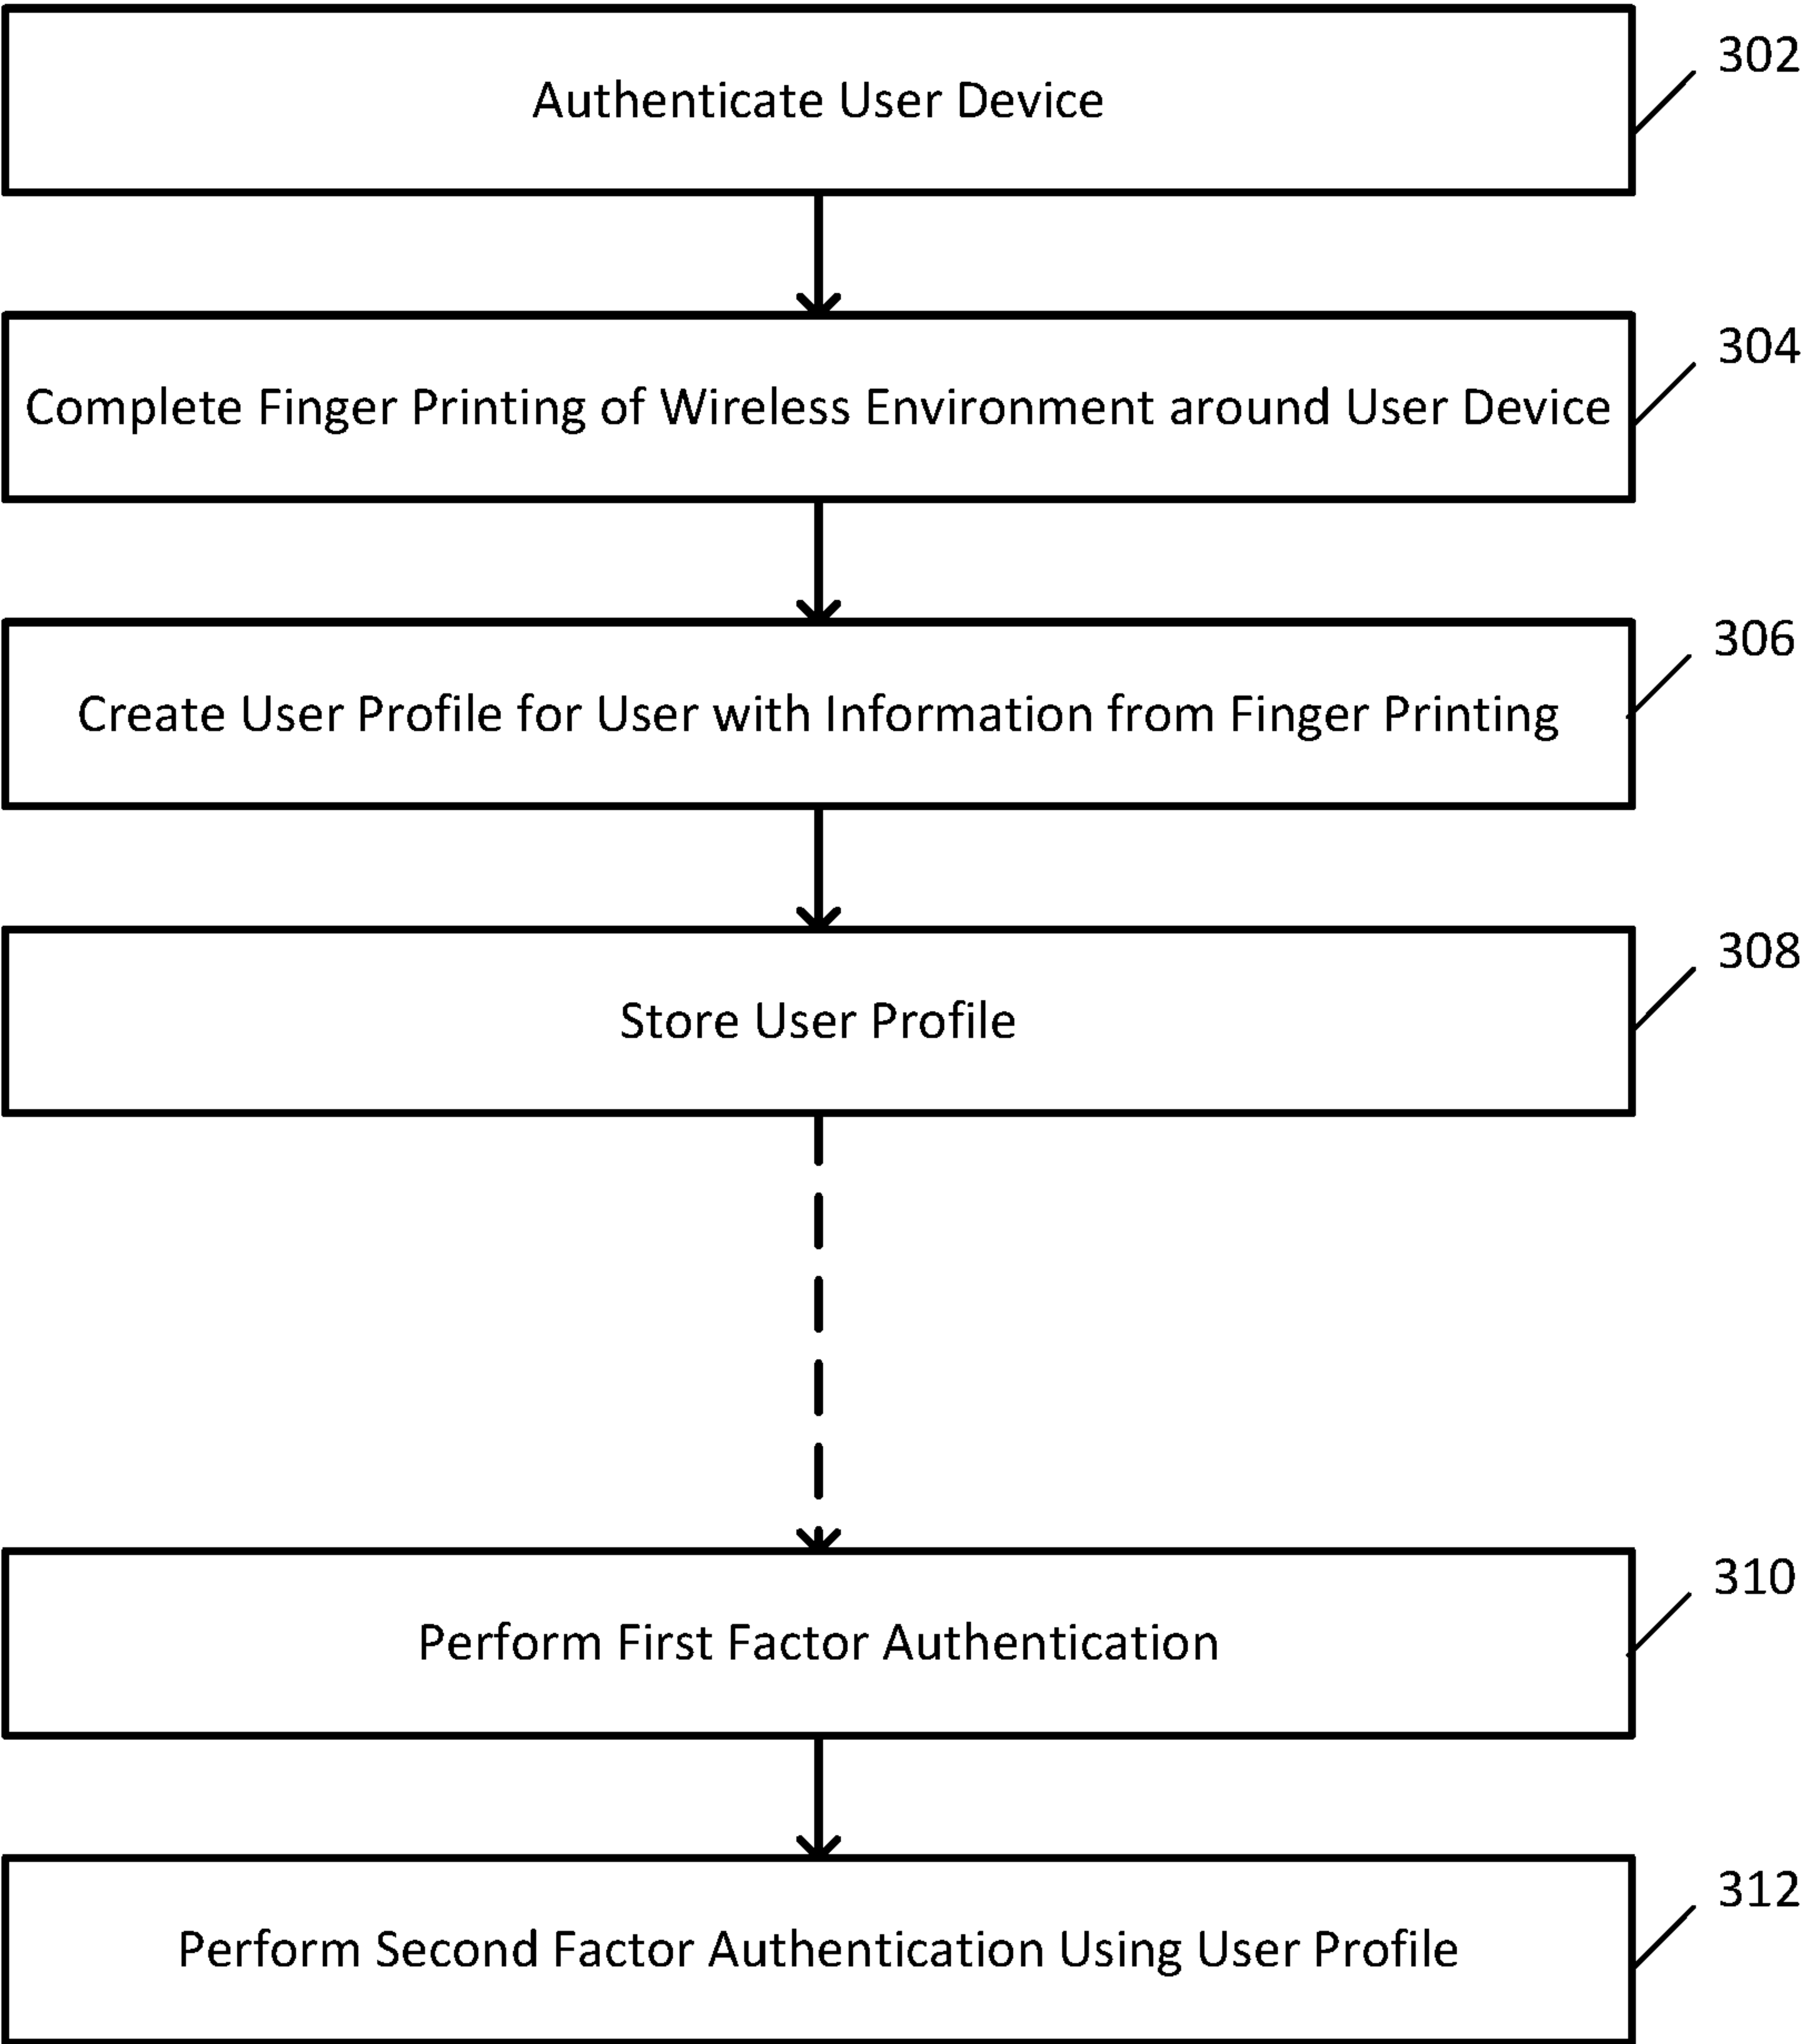 Authenticate User Device
302
Complete Finger Printing of Wireless Environment around User Device
304
Create User Profile for User with Information from Finger Printing
306
Store User Profile
308
Perform First Factor Authentication
310
Perform Second Factor Authentication Using User Profile
312